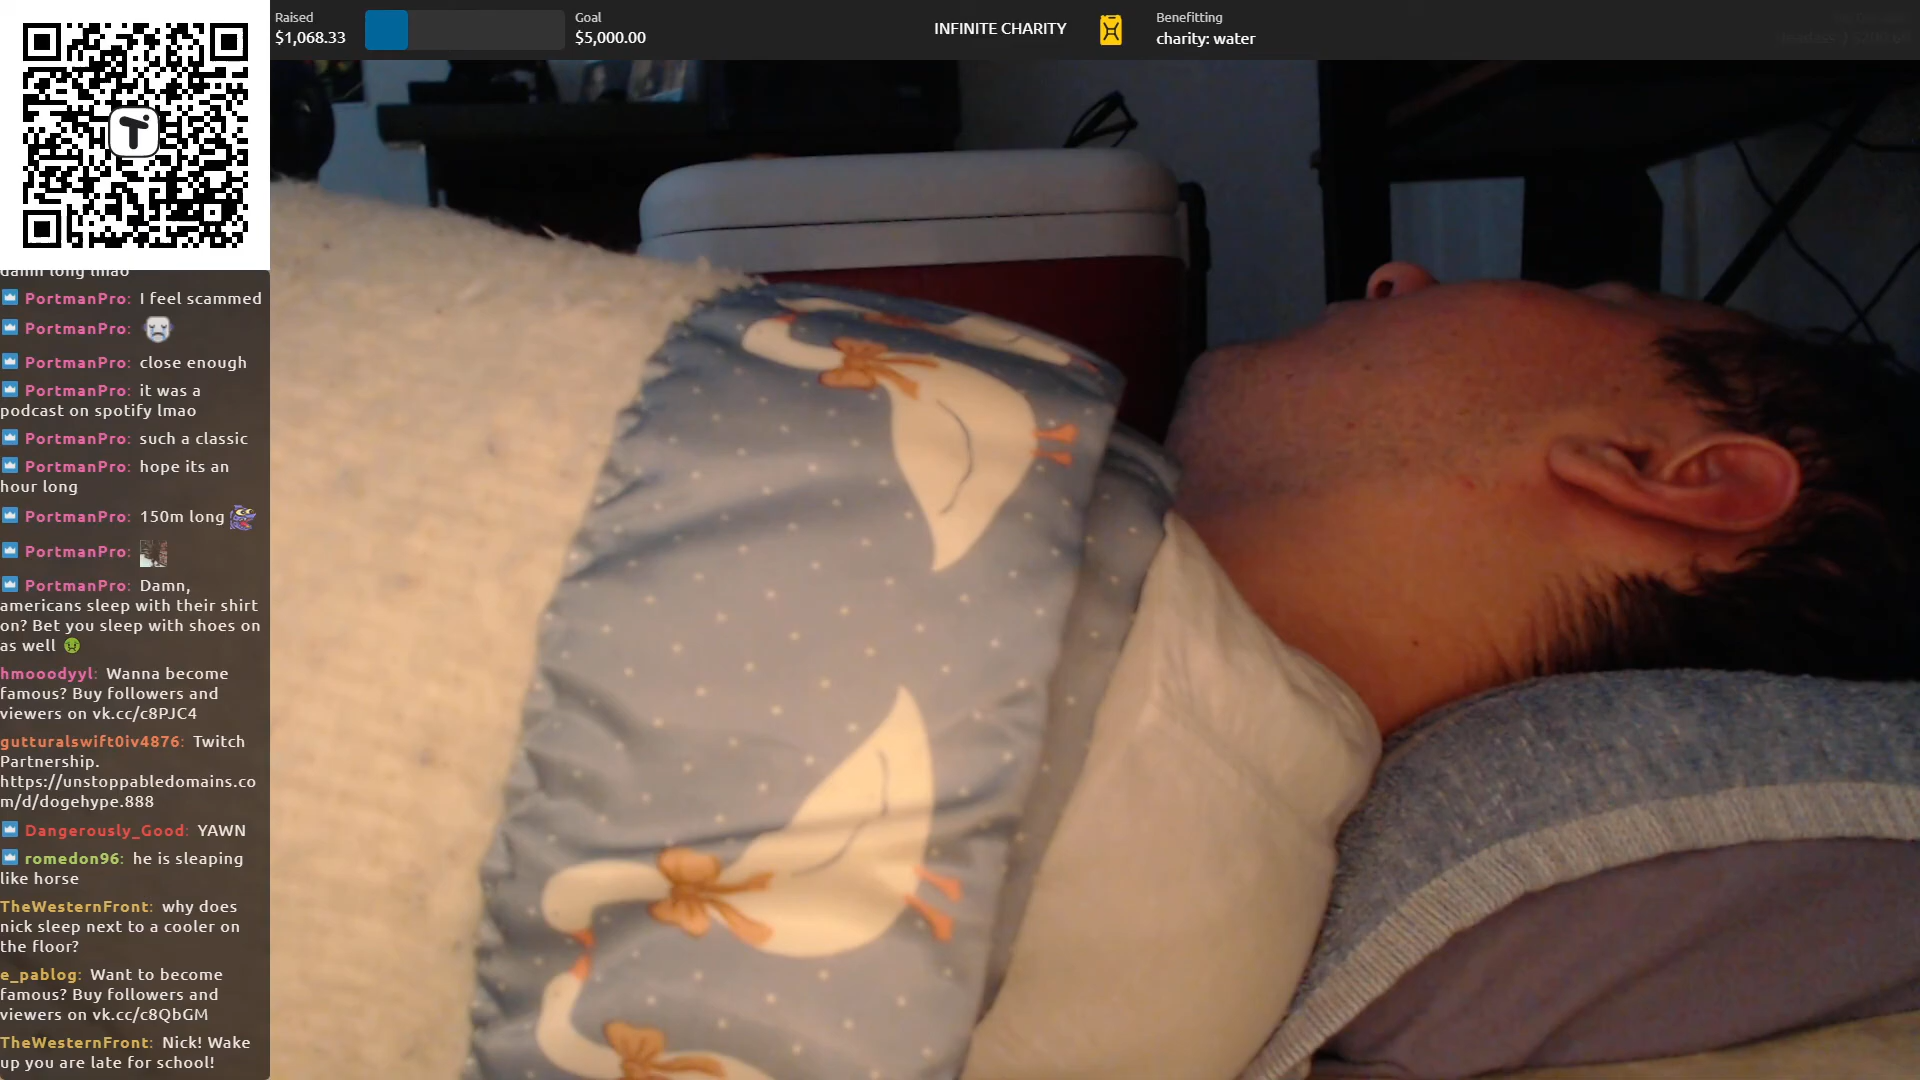 Raised
$1,068.33
Goal
$5,000.00
INFINITE CHARITY
Benefitting
charity: water
T
damn long lmao
PortmanPro: I feel scammed
PortmanPro:
PortmanPro: close enough
PortmanPro: it was a
podcast on spotify lmao
PortmanPro: such a classic
PortmanPro: hope its an
hour long
PortmanPro: 150m long
PortmanPro:
PortmanPro: Damn,
americans sleep with their shirt
on? Bet you sleep with shoes on
as well
hmooodyyl: Wanna become
famous? Buy followers and
viewers on vk.cc/c8PJC4
gutturalswift0iv4876: Twitch
Partnership.
https://unstoppabledomains.co
m/d/dogehype.888
Dangerously_Good: YAWN
romedon96: he is sleaping
like horse
TheWesternFront: why does
nick sleep next to a cooler on
the floor?
e_pablog: Want to become
famous? Buy followers and
viewers on vk.cc/c8QbGM
TheWesternFront: Nick! Wake
up you are late for school!